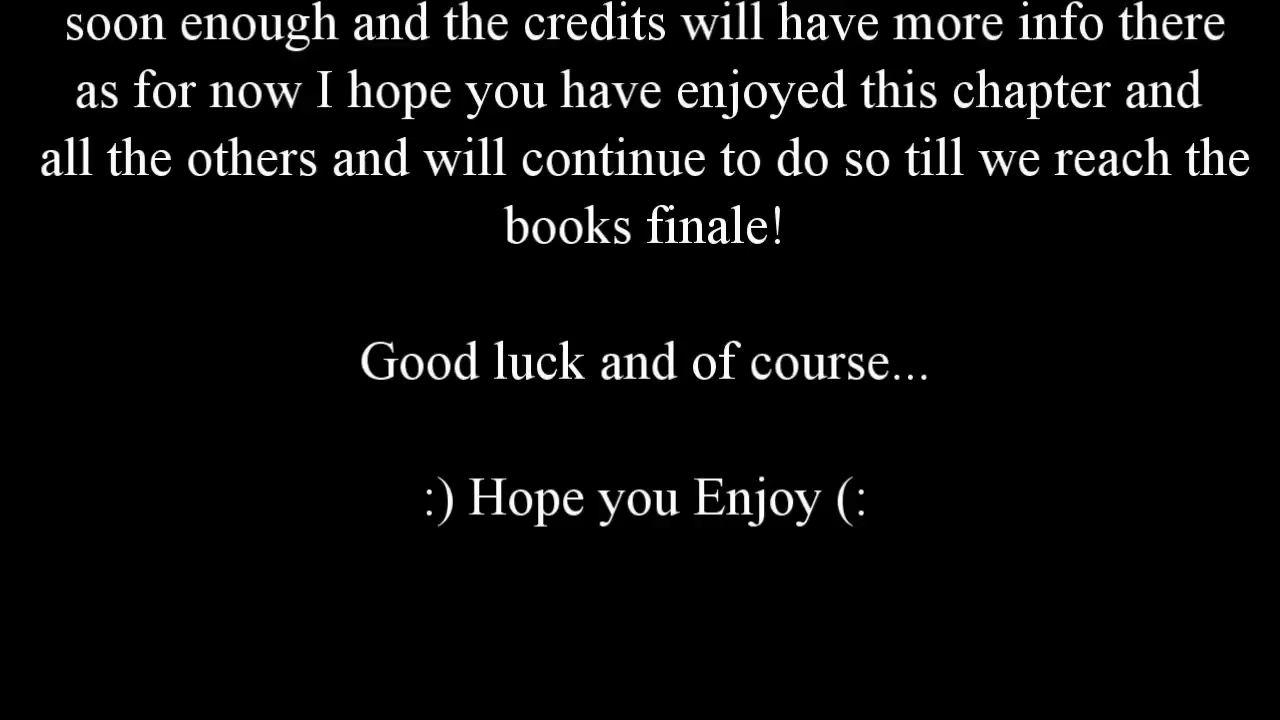 soon enough and the credits will have more info there
as for now I hope you have enjoyed this chapter and
all the others and will continue to do so till we reach the
books finale!
Good luck and of course...
:) Hope you Enjoy (: